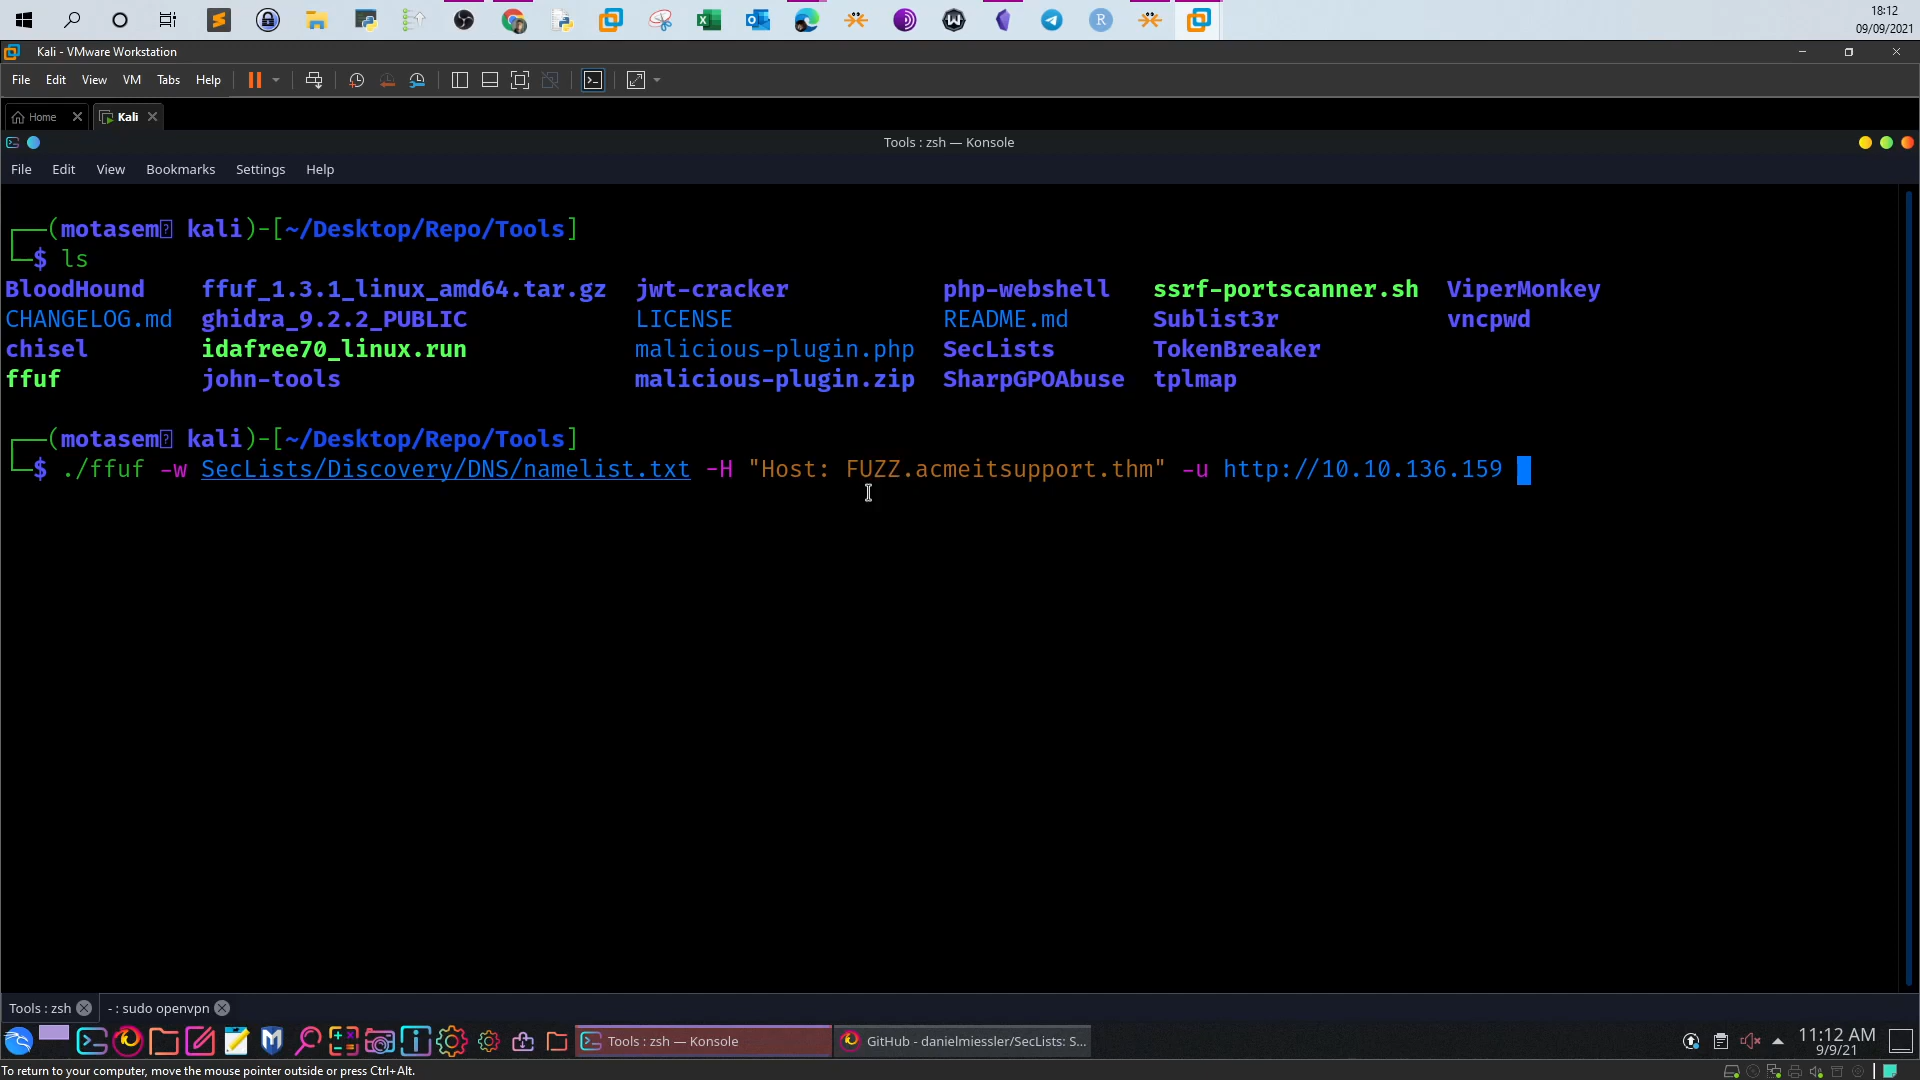 18:12
09/09/2021
Kali - VMware Workstation
File Edit View VM Tabs Help
Home Kali
Tools : zsh — Konsole
File Edit View Bookmarks Settings Help
┌──(motasem kali)-[~/Desktop/Repo/Tools]
└─$ ls
BloodHound ffuf_1.3.1_linux_amd64.tar.gz jwt-cracker php-webshell ssrf-portscanner.sh ViperMonkey
CHANGELOG.md ghidra_9.2.2_PUBLIC LICENSE README.md Sublist3r vncpwd
chisel idafree70_linux.run malicious-plugin.php SecLists TokenBreaker
ffuf john-tools malicious-plugin.zip SharpGPOAbuse tplmap
┌──(motasem kali)-[~/Desktop/Repo/Tools]
└─$ ./ffuf -w SecLists/Discovery/DNS/namelist.txt -H "Host: FUZZ.acmeitsupport.thm" -u http://10.10.136.159
Tools : zsh - : sudo openvpn
Tools : zsh — Konsole GitHub - danielmiessler/SecLists: S... 11:12 AM
9/9/21
To return to your computer, move the mouse pointer outside or press Ctrl+Alt.